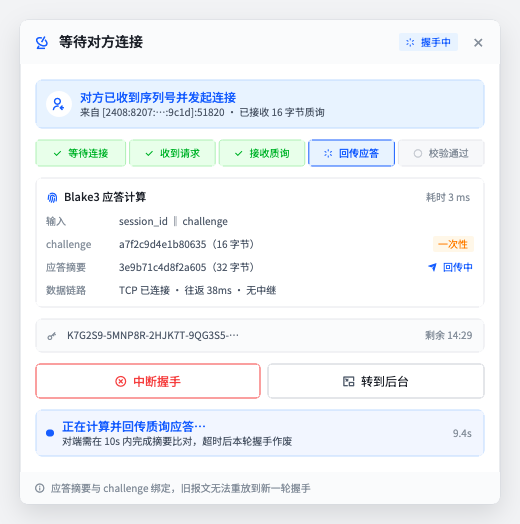 等待对方连接
握手中
对方已收到序列号并发起连接
来自 [2408:8207:⋯:9c1d]:51820 · 已接收 16 字节质询
等待连接
收到请求
接收质询
回传应答
校验通过
Blake3 应答计算
耗时 3 ms
输入
session_id ‖ challenge
challenge
a7f2c9d4e1b80635（16 字节）
一次性
应答摘要
3e9b71c4d8f2a605（32 字节）
回传中
数据链路
TCP 已连接 · 往返 38ms · 无中继
K7G2S9-5MNP8R-2HJK7T-9QG3S5-⋯
剩余 14:29
中断握手
转到后台
正在计算并回传质询应答⋯
对端需在 10s 内完成摘要比对，超时后本轮握手作废
9.4s
应答摘要与 challenge 绑定，旧报文无法重放到新一轮握手